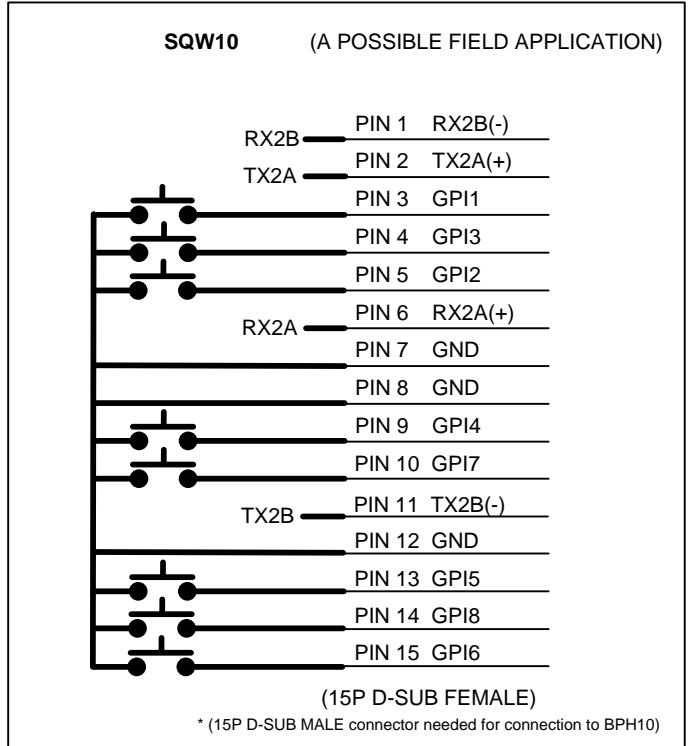 SQW10 (A POSSIBLE FIELD APPLICATION)
RX2B PIN 1 RX2B(-)
TX2A PIN 2 TX2A(+)
PIN 3 GPI1
PIN 4 GPI3
PIN 5 GPI2
RX2A PIN 6 RX2A(+)
PIN 7 GND
PIN 8 GND
PIN 9 GPI4
PIN 10 GPI7
TX2B PIN 11 TX2B(-)
PIN 12 GND
PIN 13 GPI5
PIN 14 GPI8
PIN 15 GPI6
(15P D-SUB FEMALE)
* (15P D-SUB MALE connector needed for connection to BPH10)